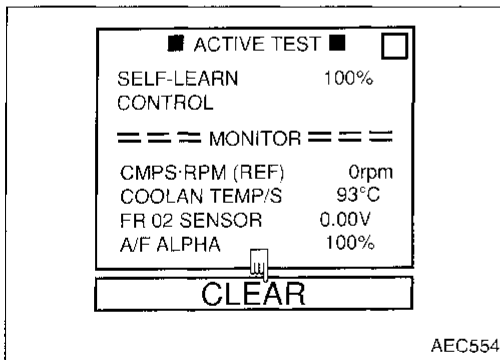 ■ ACTIVE TEST ■
SELF-LEARN 100%
CONTROL
=== MONITOR ===
CMPS·RPM (REF) 0rpm
COOLAN TEMP/S 93°C
FR 02 SENSOR 0.00V
A/F ALPHA 100%
CLEAR
AEC554